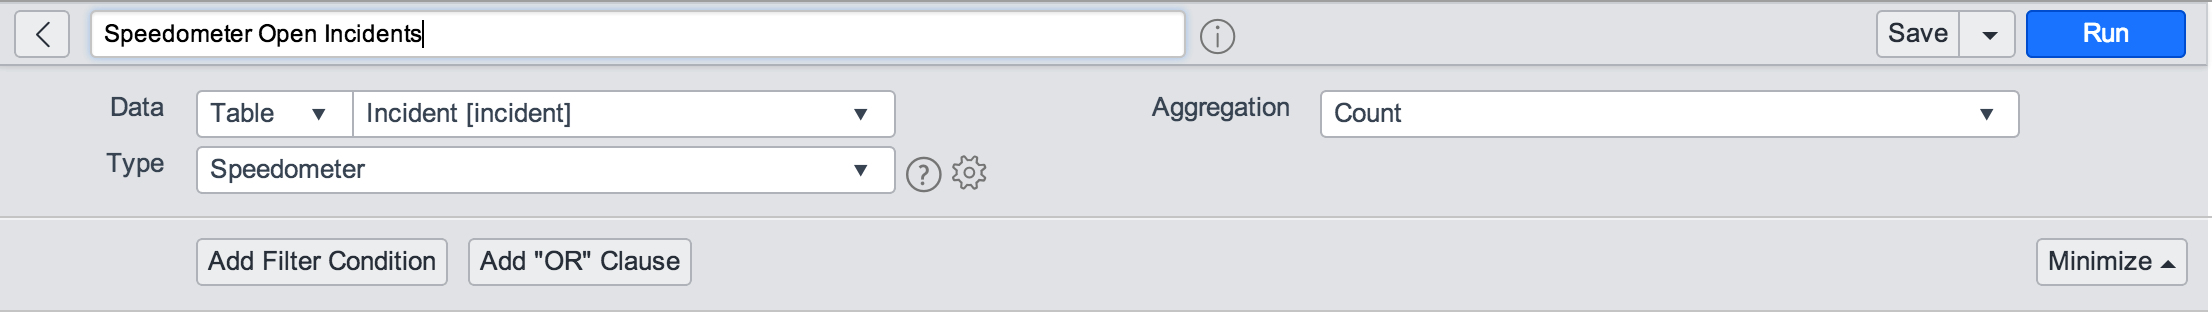 Speedometer Open Incidents
Save
Run
Data
Table
Incident [incident]
Aggregation
Count
Type
Speedometer
Add Filter Condition
Add "OR" Clause
Minimize